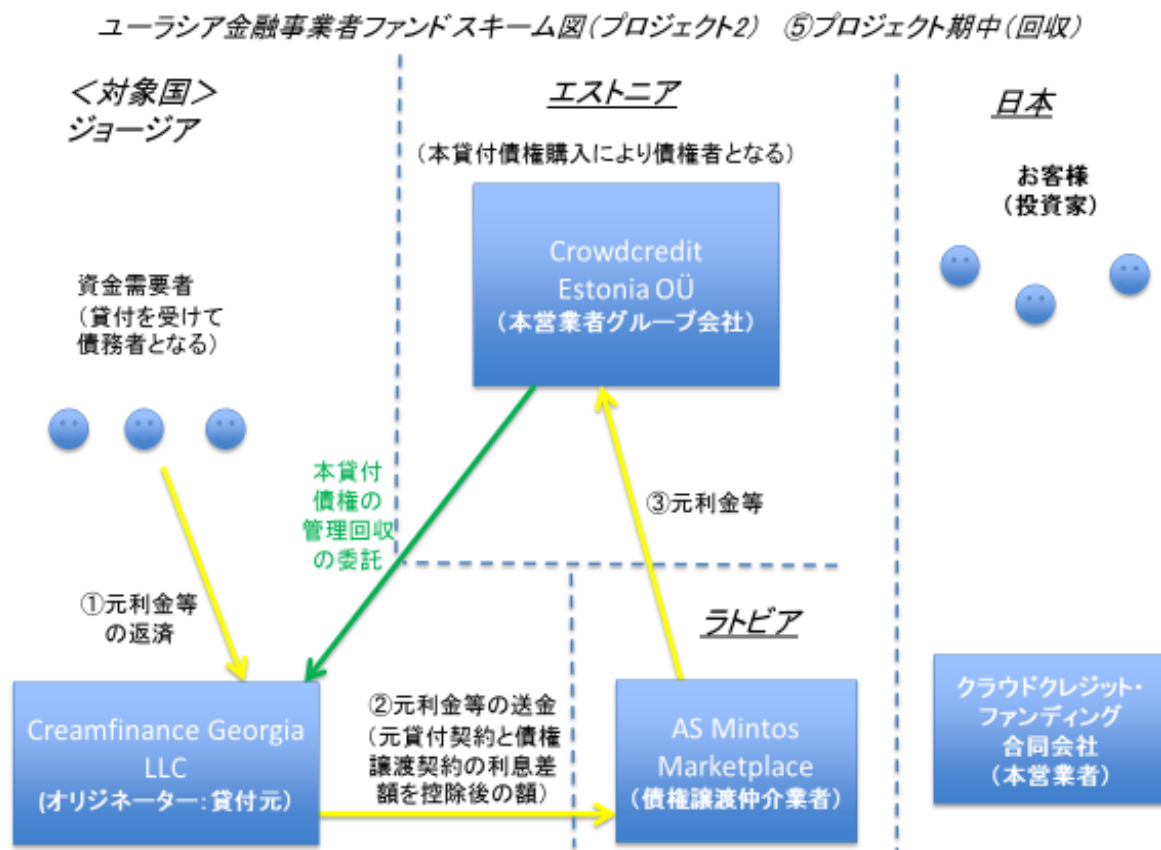 ユーラシア金融事業者ファンドスキーム図(プロジェクト2) ⑤プロジェクト期中(回収)
＜対象国＞
ジョージア
エストニア
日本
(本貸付債権購入により債権者となる)
お客様
(投資家)
Crowdcredit
Estonia OÜ
(本営業者グループ会社)
資金需要者
(貸付を受けて
債務者となる)
本貸付
債権の
管理回収
の委託
③元利金等
①元利金等
の返済
ラトビア
Creamfinance Georgia
LLC
(オリジネーター：貸付元)
②元利金等の送金
(元貸付契約と債権
譲渡契約の利息差
額を控除後の額)
AS Mintos
Marketplace
(債権譲渡仲介業者)
クラウドクレジット・
ファンディング
合同会社
(本営業者)